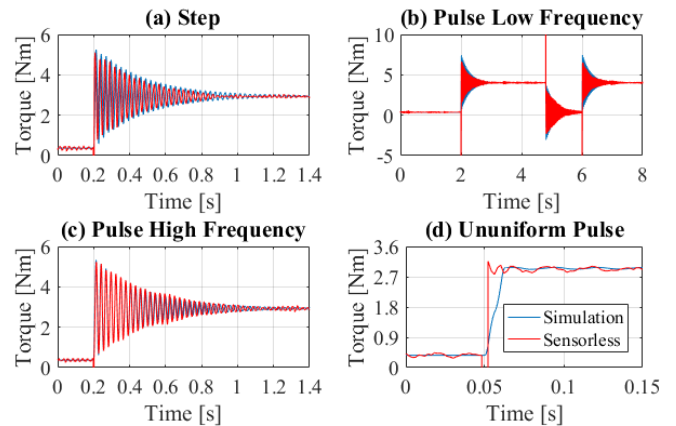 (a) Step
Torque [Nm]
6
4
2
0
0 0.2 0.4 0.6 0.8 1 1.2 1.4
Time [s]
(b) Pulse Low Frequency
Torque [Nm]
10
5
0
-5
0 2 4 6 8
Time [s]
(c) Pulse High Frequency
Torque [Nm]
6
4
2
0
0 0.2 0.4 0.6 0.8 1 1.2 1.4
Time [s]
(d) Ununiform Pulse
Torque [Nm]
3.6
2.7
1.8
0.9
0
0 0.05 0.1 0.15
Time [s]
Simulation
Sensorless